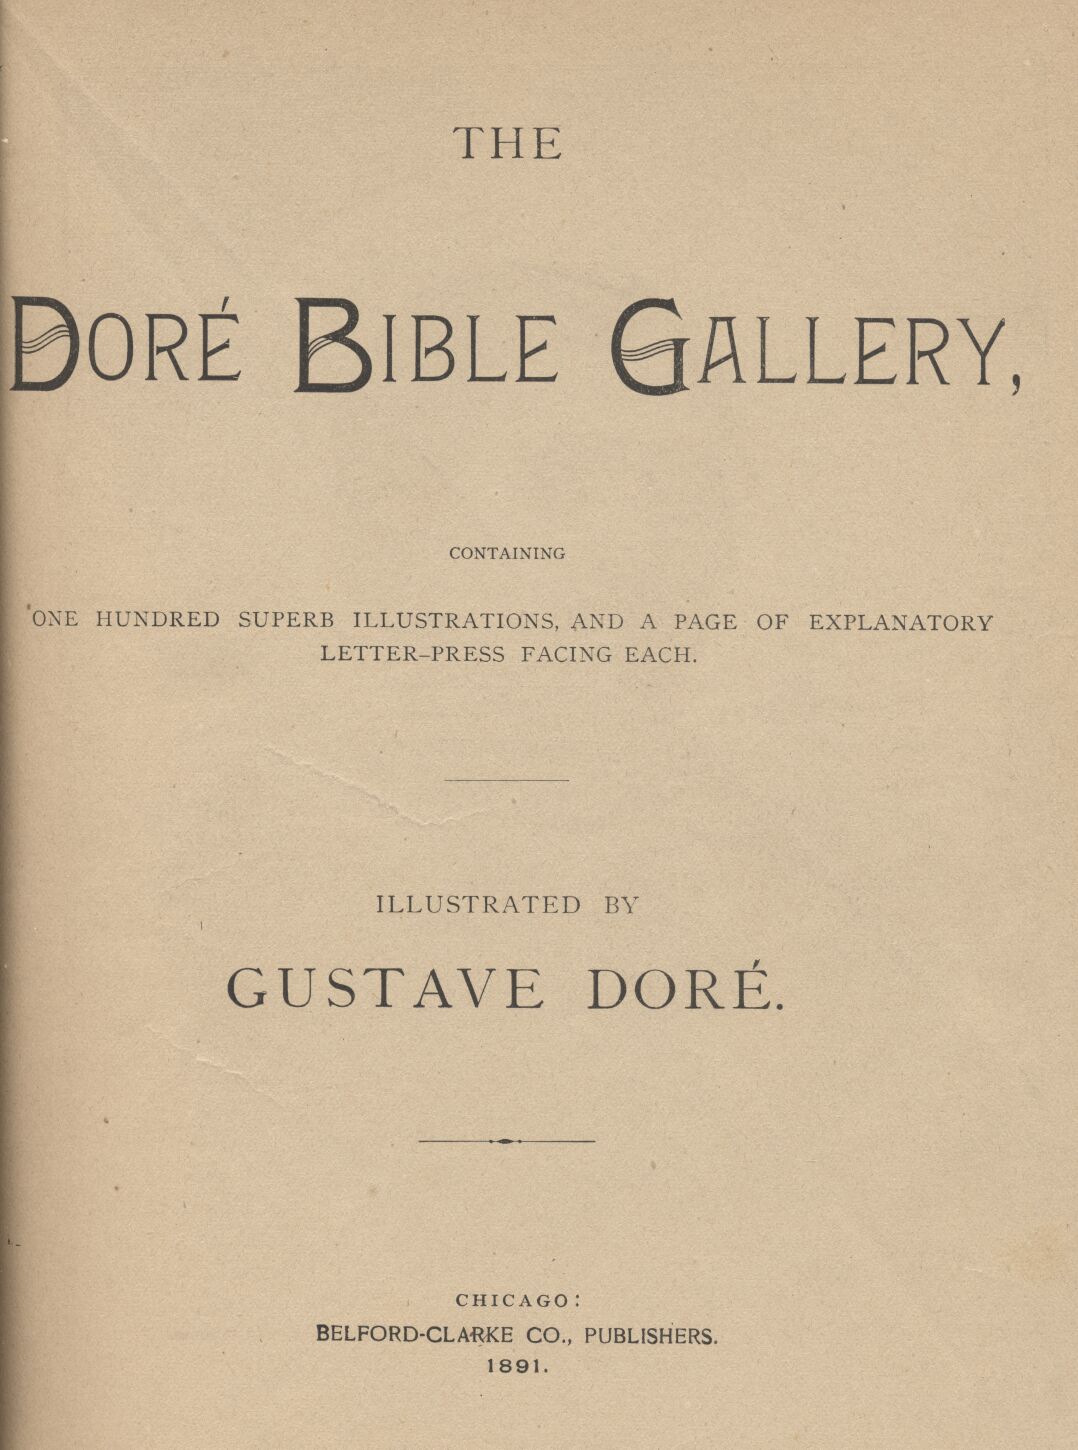 THE
DORÉ BIBLE GALLERY,
CONTAINING
ONE HUNDRED SUPERB ILLUSTRATIONS, AND A PAGE OF EXPLANATORY
LETTER-PRESS FACING EACH.
ILLUSTRATED BY
GUSTAVE DORÉ.
CHICAGO:
BELFORD-CLARKE CO., PUBLISHERS.
1891.